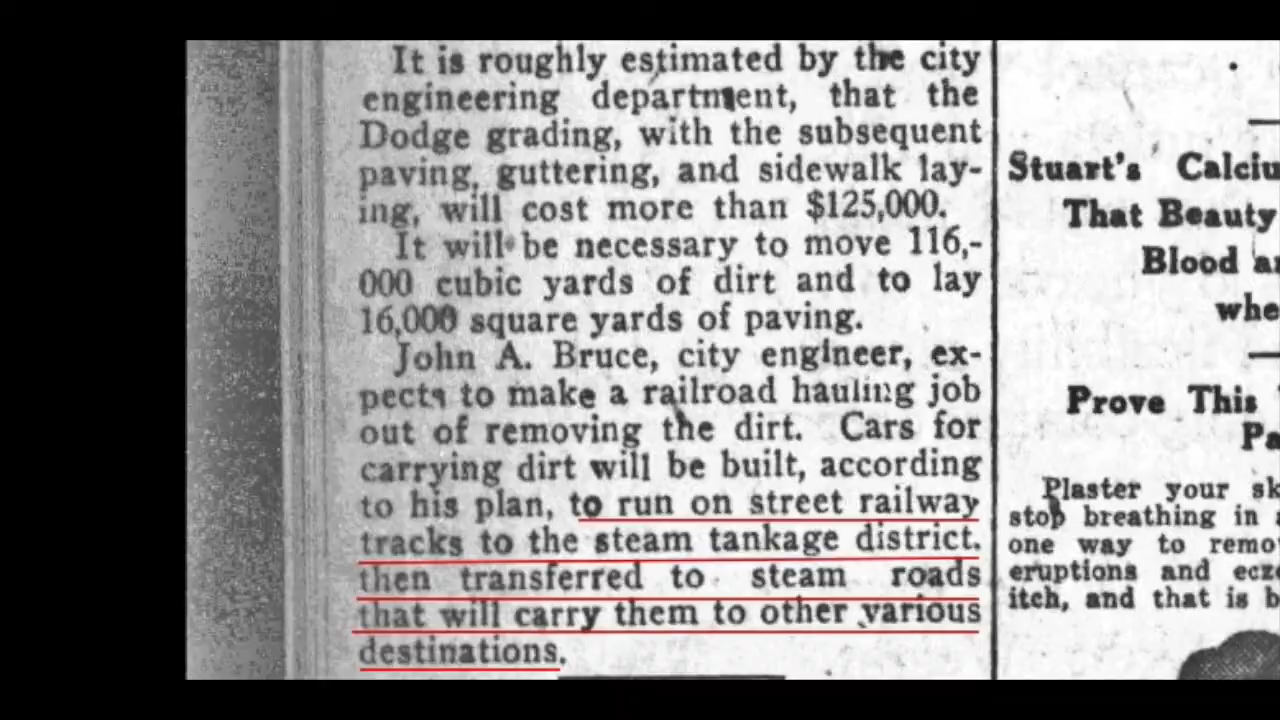 It is roughly estimated by the city
engineering department, that the
Dodge grading, with the subsequent
paving, guttering, and sidewalk lay-
ing, will cost more than $125,000.
It will be necessary to move 116,-
000 cubic yards of dirt and to lay
16,000 square yards of paving.
John A. Bruce, city engineer, ex-
pects to make a railroad hauling job
out of removing the dirt. Cars for
carrying dirt will be built, according
to his plan, to run on street railway
tracks to the steam tankage district.
then transferred to steam roads
that will carry them to other various
destinations.
Stuart's Calciu
That Beauty
Blood an
whe
Prove This
Pa
Plaster your sk
stop breathing in
one way to remo
eruptions and ecze
itch, and that is b